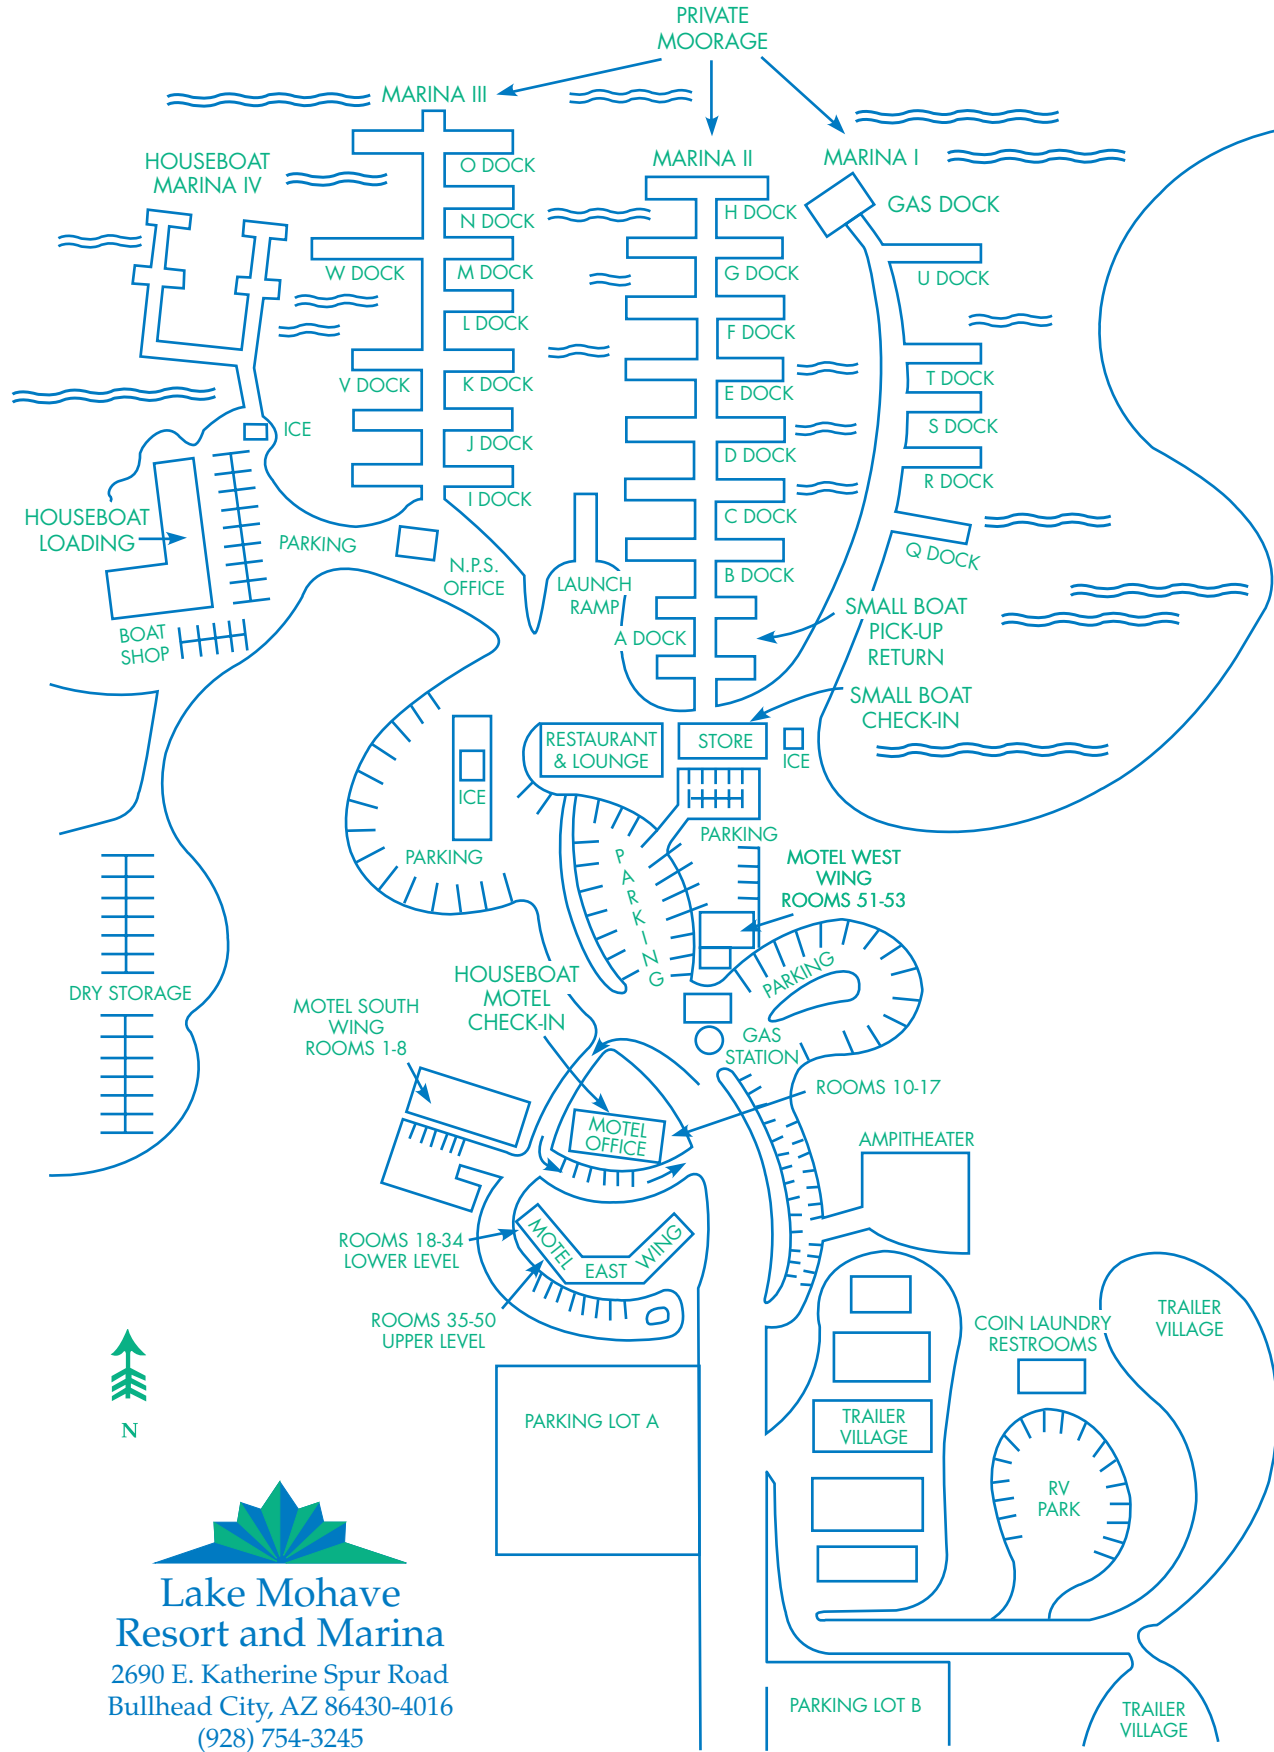 PRIVATE
MOORAGE
MARINA III
MARINA II
MARINA I
HOUSEBOAT
MARINA IV
O DOCK
N DOCK
W DOCK
M DOCK
L DOCK
V DOCK
K DOCK
J DOCK
I DOCK
H DOCK
G DOCK
F DOCK
E DOCK
D DOCK
C DOCK
B DOCK
A DOCK
GAS DOCK
U DOCK
T DOCK
S DOCK
R DOCK
Q DOCK
ICE
HOUSEBOAT
LOADING
PARKING
N.P.S.
OFFICE
LAUNCH
RAMP
BOAT
SHOP
SMALL BOAT
PICK-UP
RETURN
SMALL BOAT
CHECK-IN
RESTAURANT
& LOUNGE
STORE
ICE
ICE
PARKING
PARKING
PARKING
MOTEL WEST
WING
ROOMS 51-53
PARKING
DRY STORAGE
HOUSEBOAT
MOTEL
CHECK-IN
MOTEL SOUTH
WING
ROOMS 1-8
GAS
STATION
ROOMS 10-17
MOTEL
OFFICE
AMPITHEATER
ROOMS 18-34
LOWER LEVEL
MOTEL
EAST
WING
ROOMS 35-50
UPPER LEVEL
COIN LAUNDRY
RESTROOMS
TRAILER
VILLAGE
PARKING LOT A
TRAILER
VILLAGE
RV
PARK
N
Lake Mohave
Resort and Marina
2690 E. Katherine Spur Road
Bullhead City, AZ 86430-4016
(928) 754-3245
PARKING LOT B
TRAILER
VILLAGE